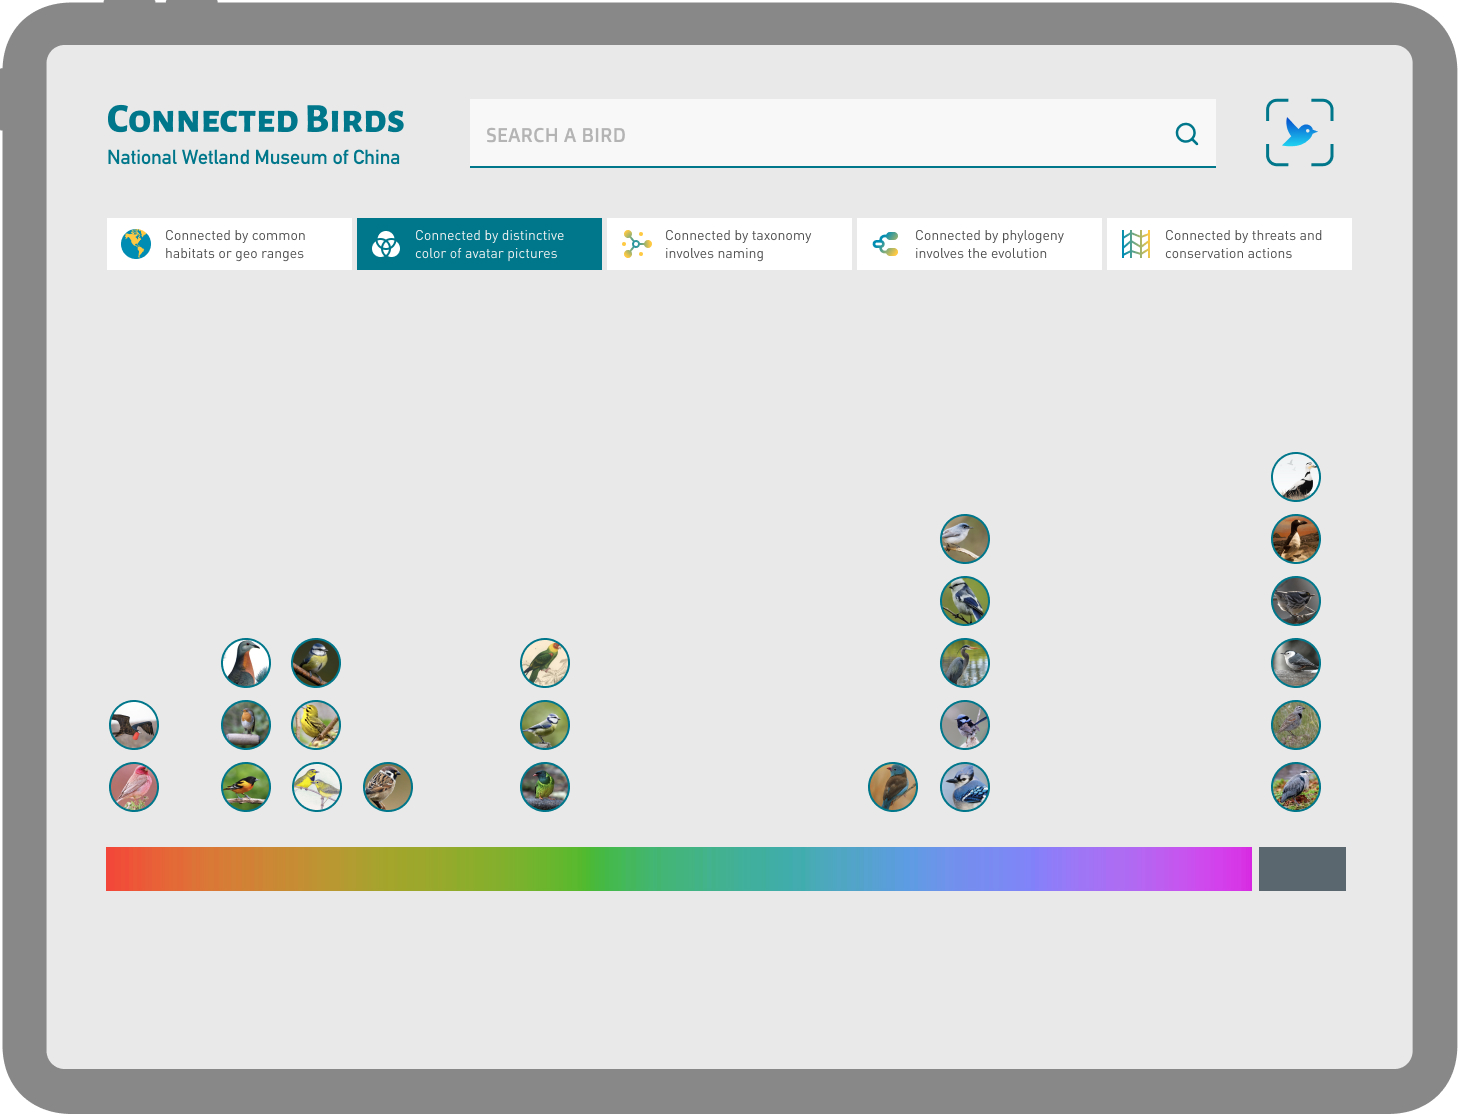 CONNECTED BIRDS
National Wetland Museum of China
SEARCH A BIRD
Connected by common
habitats or geo ranges
Connected by distinctive
color of avatar pictures
Connected by taxonomy
involves naming
Connected by phylogeny
involves the evolution
Connected by threats and
conservation actions